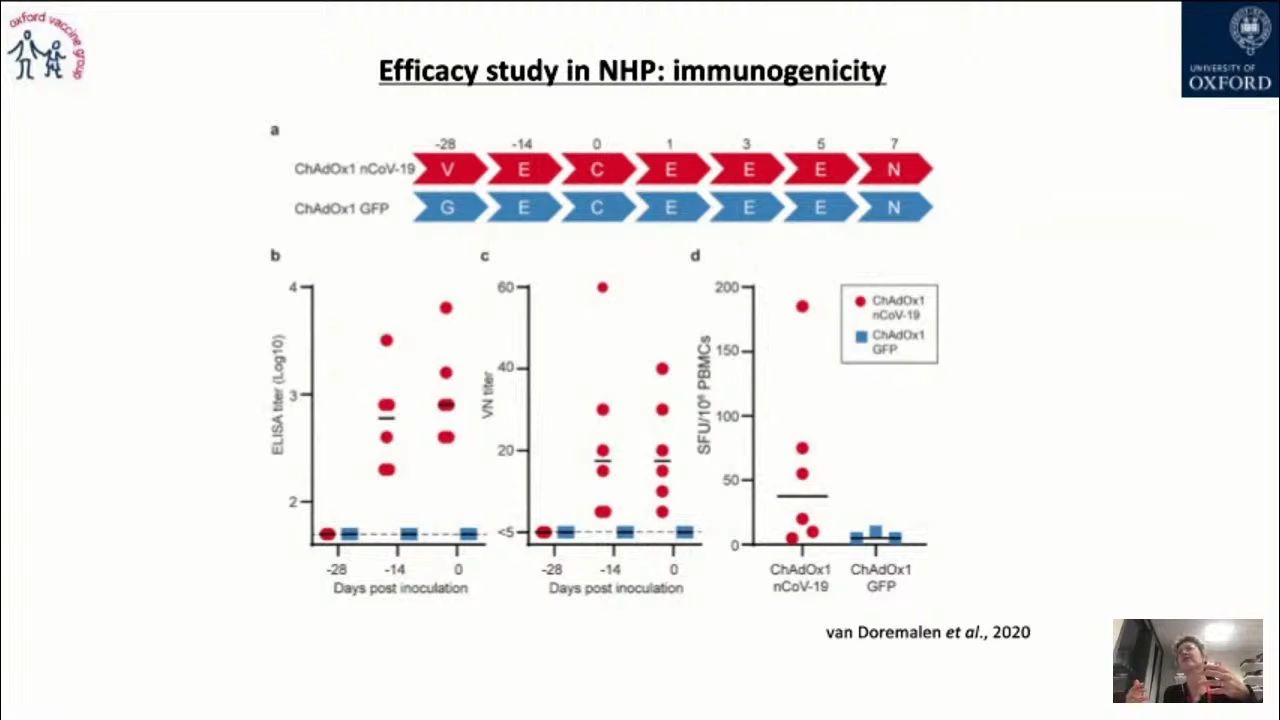 oxford vaccine group
UNIVERSITY OF
OXFORD
Efficacy study in NHP: immunogenicity
a
-28 -14 0 1 3 5 7
ChAdOx1 nCoV-19 V E C E E E N
ChAdOx1 GFP G E C E E E N
b
4
3
2
ELISA titer (Log10)
-28 -14 0
Days post inoculation
c
60
40
20
<5
VN titer
-28 -14 0
Days post inoculation
d
200
150
100
50
0
SFU/10⁶ PBMCs
ChAdOx1
nCoV-19
ChAdOx1
GFP
ChAdOx1
nCoV-19
ChAdOx1
GFP
van Doremalen et al., 2020